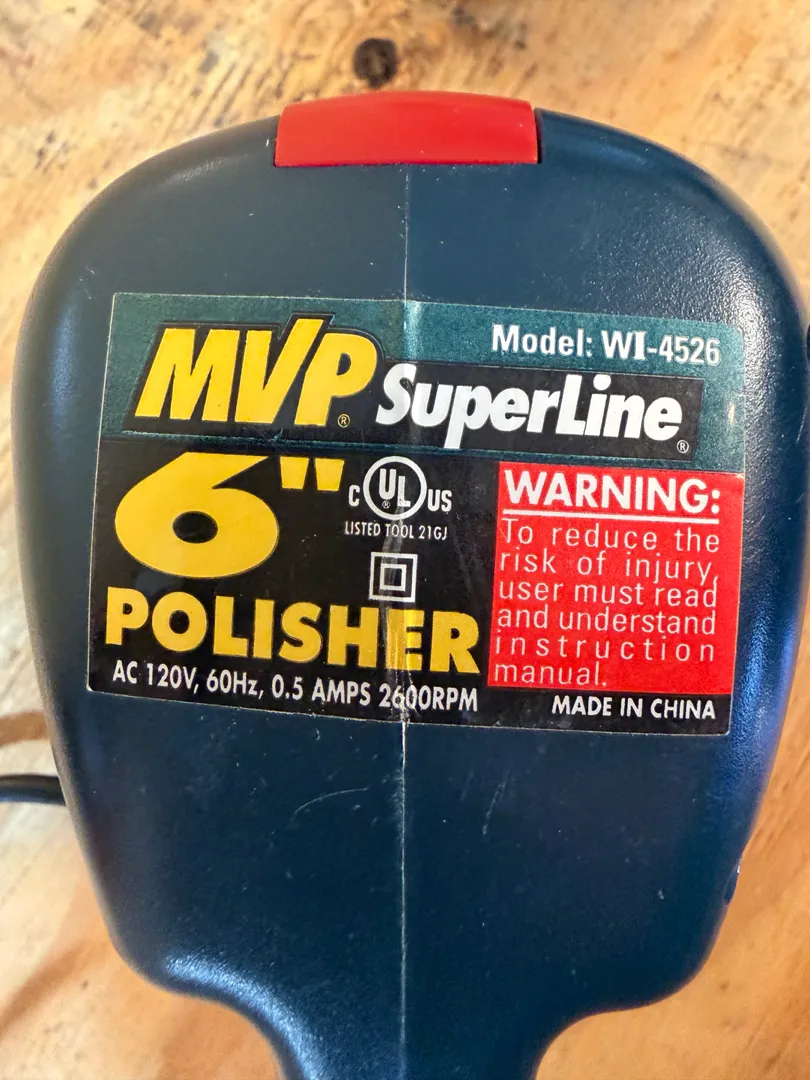 Model: WI-4526
MVP® SuperLine®
6"
C UL® US
LISTED TOOL 21GJ
POLISHER
AC 120V, 60Hz, 0.5 AMPS 2600RPM
WARNING:
To reduce the
risk of injury,
user must read
and understand
instruction
manual.
MADE IN CHINA